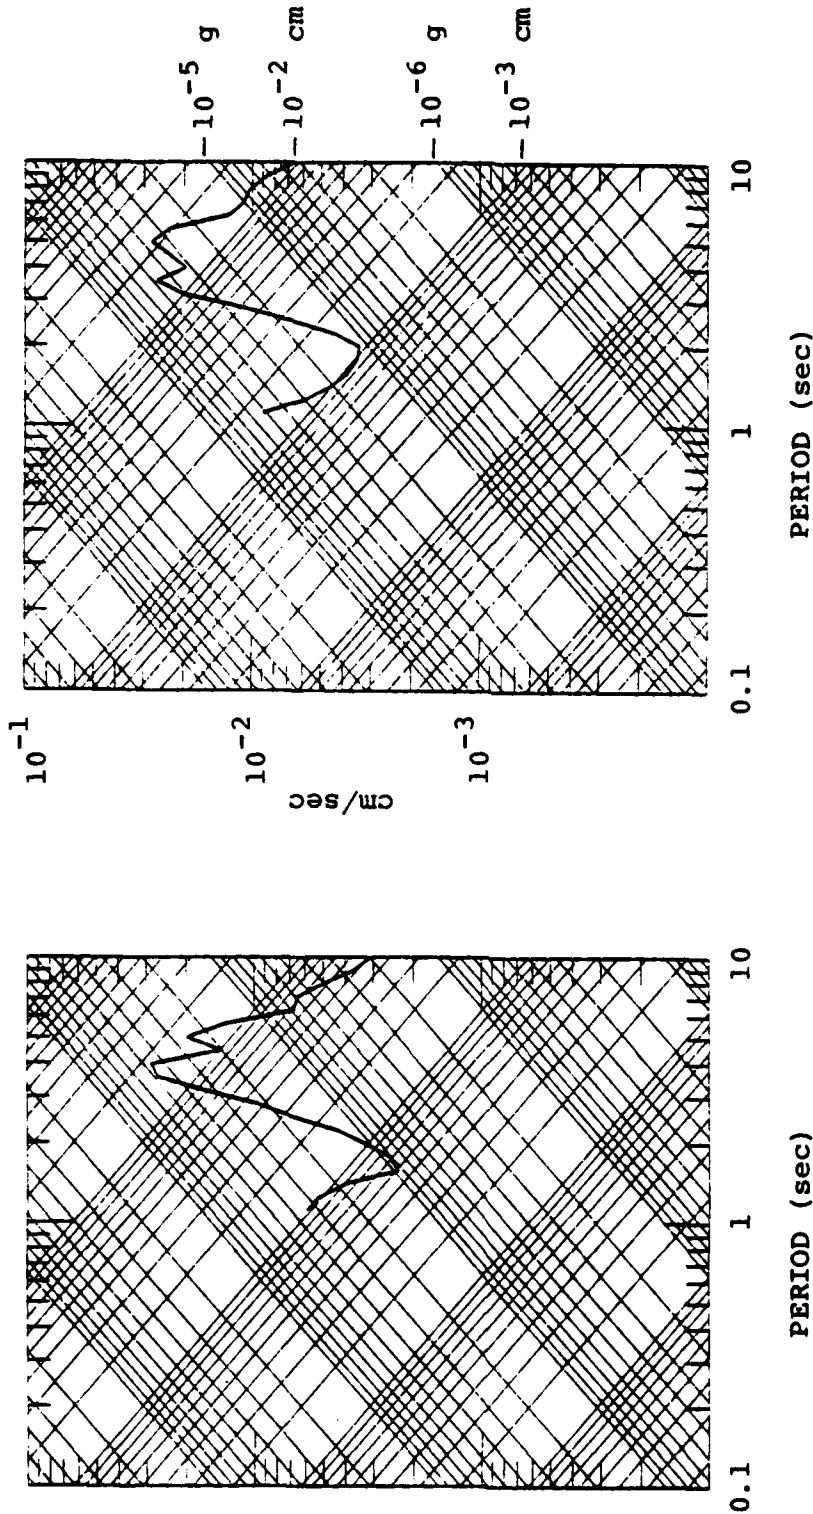 10^-1
10^-2
10^-3
cm/sec
0.1
1
10
PERIOD (sec)
0.1
1
10
PERIOD (sec)
10^-5 g
10^-2 cm
10^-6 g
10^-3 cm